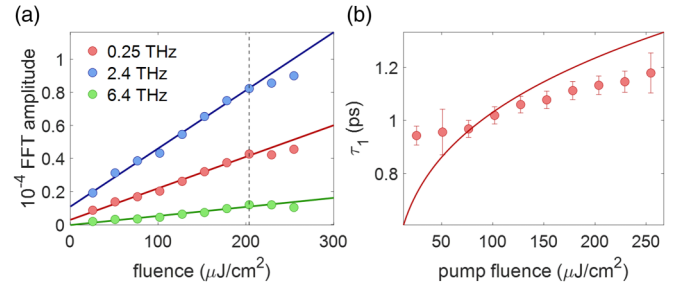 (a)
1
0.8
0.6
0.4
0.2
0
10⁻⁴ FFT amplitude
0.25 THz
2.4 THz
6.4 THz
0 100 200 300
fluence (μJ/cm²)
(b)
1.2
1
0.8
τ₁ (ps)
50 100 150 200 250
pump fluence (μJ/cm²)